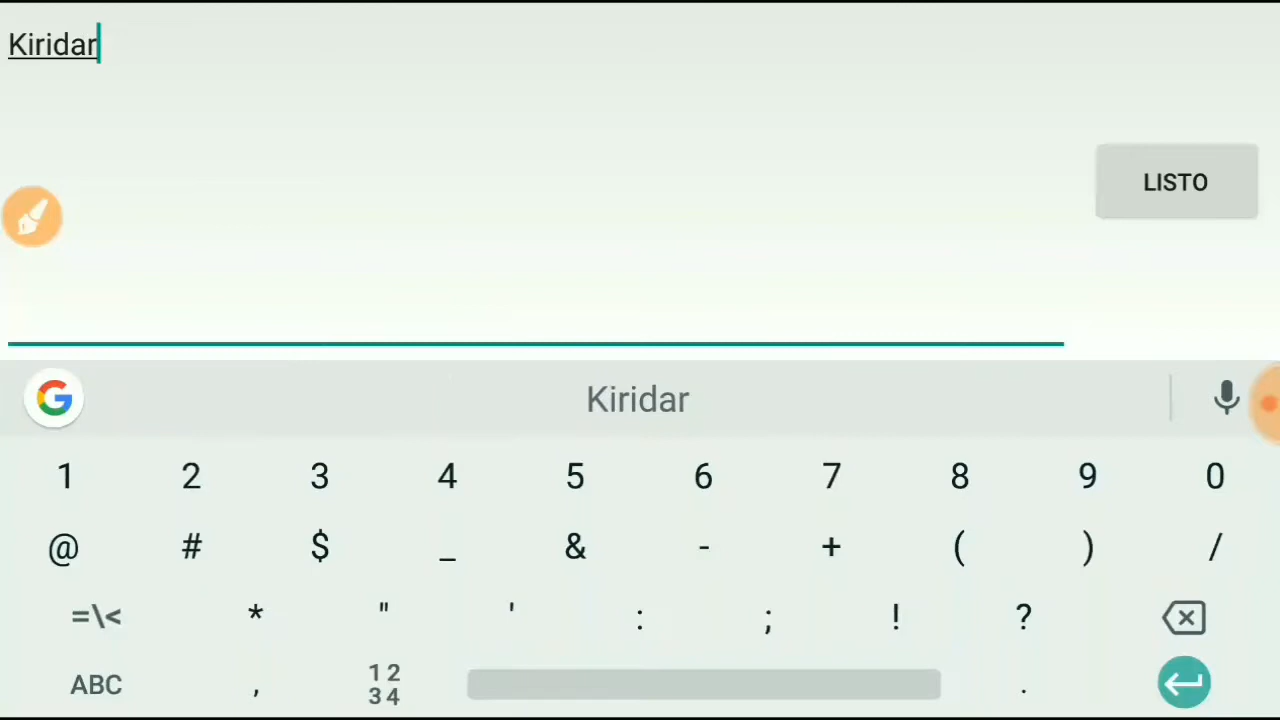 Kiridar
LISTO
Kiridar
1 2 3 4 5 6 7 8 9 0
@ # $ _ & - + ( ) /
=\< * " ' : ; ! ?
ABC , 12 34 .